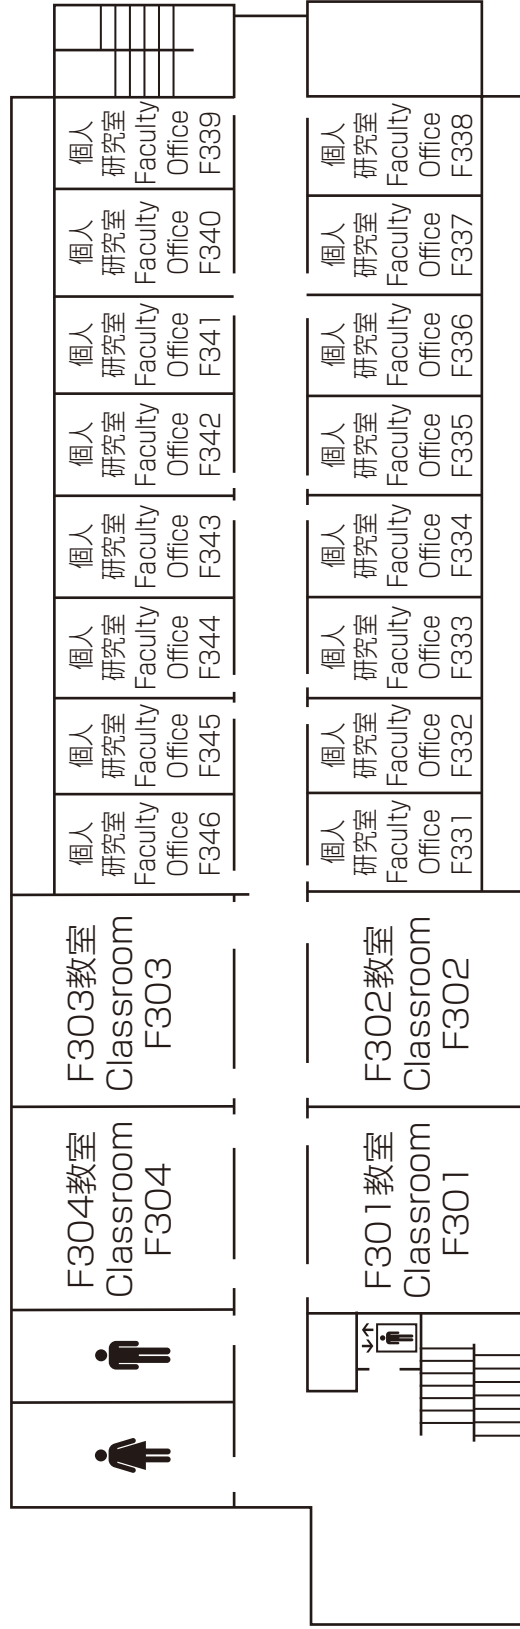 個人
研究室
Faculty
Office
F339
個人
研究室
Faculty
Office
F338
個人
研究室
Faculty
Office
F340
個人
研究室
Faculty
Office
F337
個人
研究室
Faculty
Office
F341
個人
研究室
Faculty
Office
F336
個人
研究室
Faculty
Office
F342
個人
研究室
Faculty
Office
F335
個人
研究室
Faculty
Office
F343
個人
研究室
Faculty
Office
F334
個人
研究室
Faculty
Office
F344
個人
研究室
Faculty
Office
F333
個人
研究室
Faculty
Office
F345
個人
研究室
Faculty
Office
F332
個人
研究室
Faculty
Office
F346
個人
研究室
Faculty
Office
F331
F303教室
Classroom
F303
F302教室
Classroom
F302
F304教室
Classroom
F304
F301教室
Classroom
F301